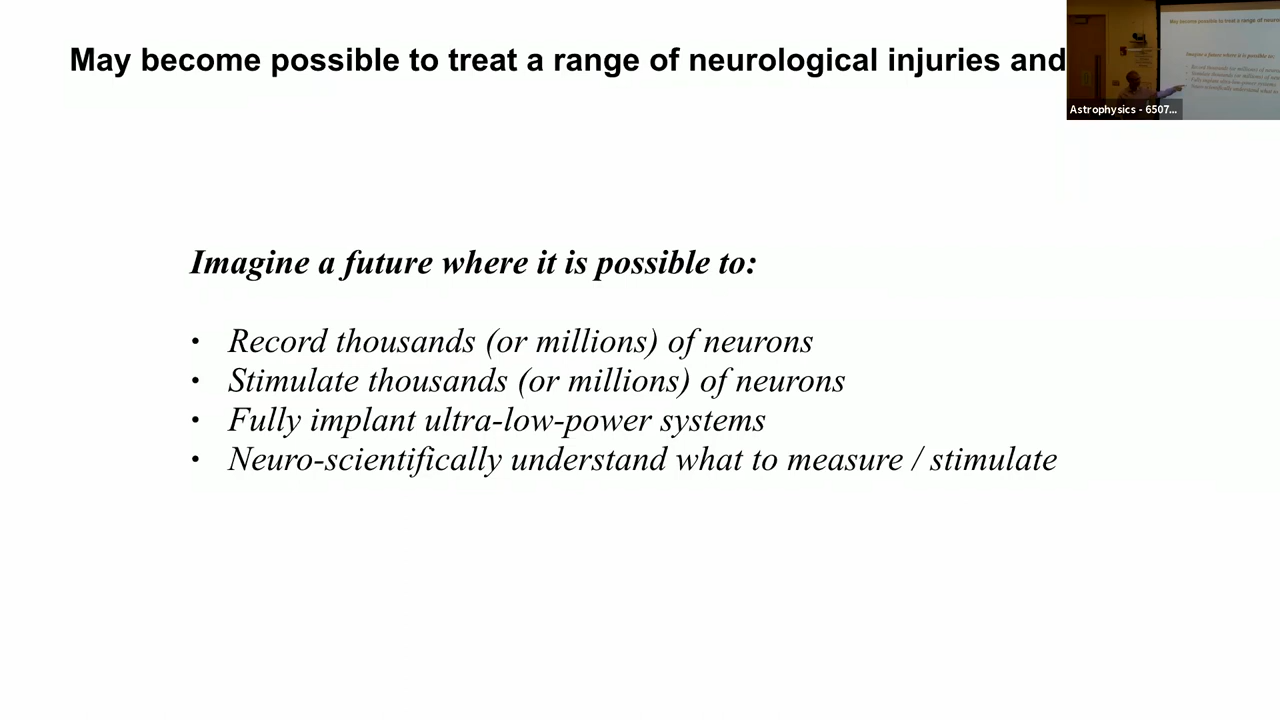 May become possible to treat a range of neurological injuries and
Astrophysics - 6507...
Imagine a future where it is possible to:
• Record thousands (or millions) of neurons
• Stimulate thousands (or millions) of neurons
• Fully implant ultra-low-power systems
• Neuro-scientifically understand what to measure / stimulate